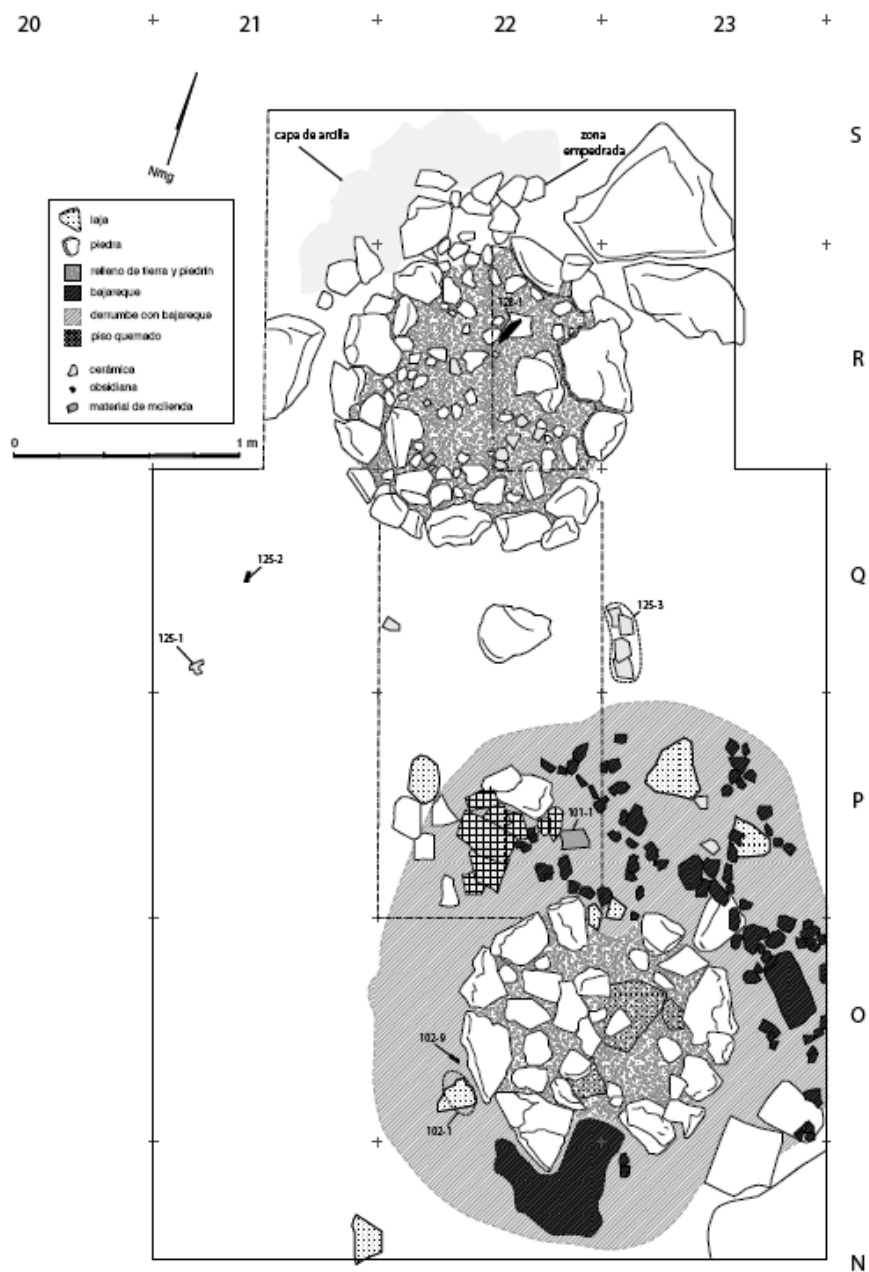 20 21 22 23
S
capa de arcilla
zona
empedrada
Nmg
laja
piedra
relleno de tierra y piedrín
bajareque
derrumbe con bajareque
piso quemado
cerámica
obsidiana
material de molienda
128-1
R
0 1 m
125-2
Q
125-3
125-1
P
101-1
O
102-9
102-1
N